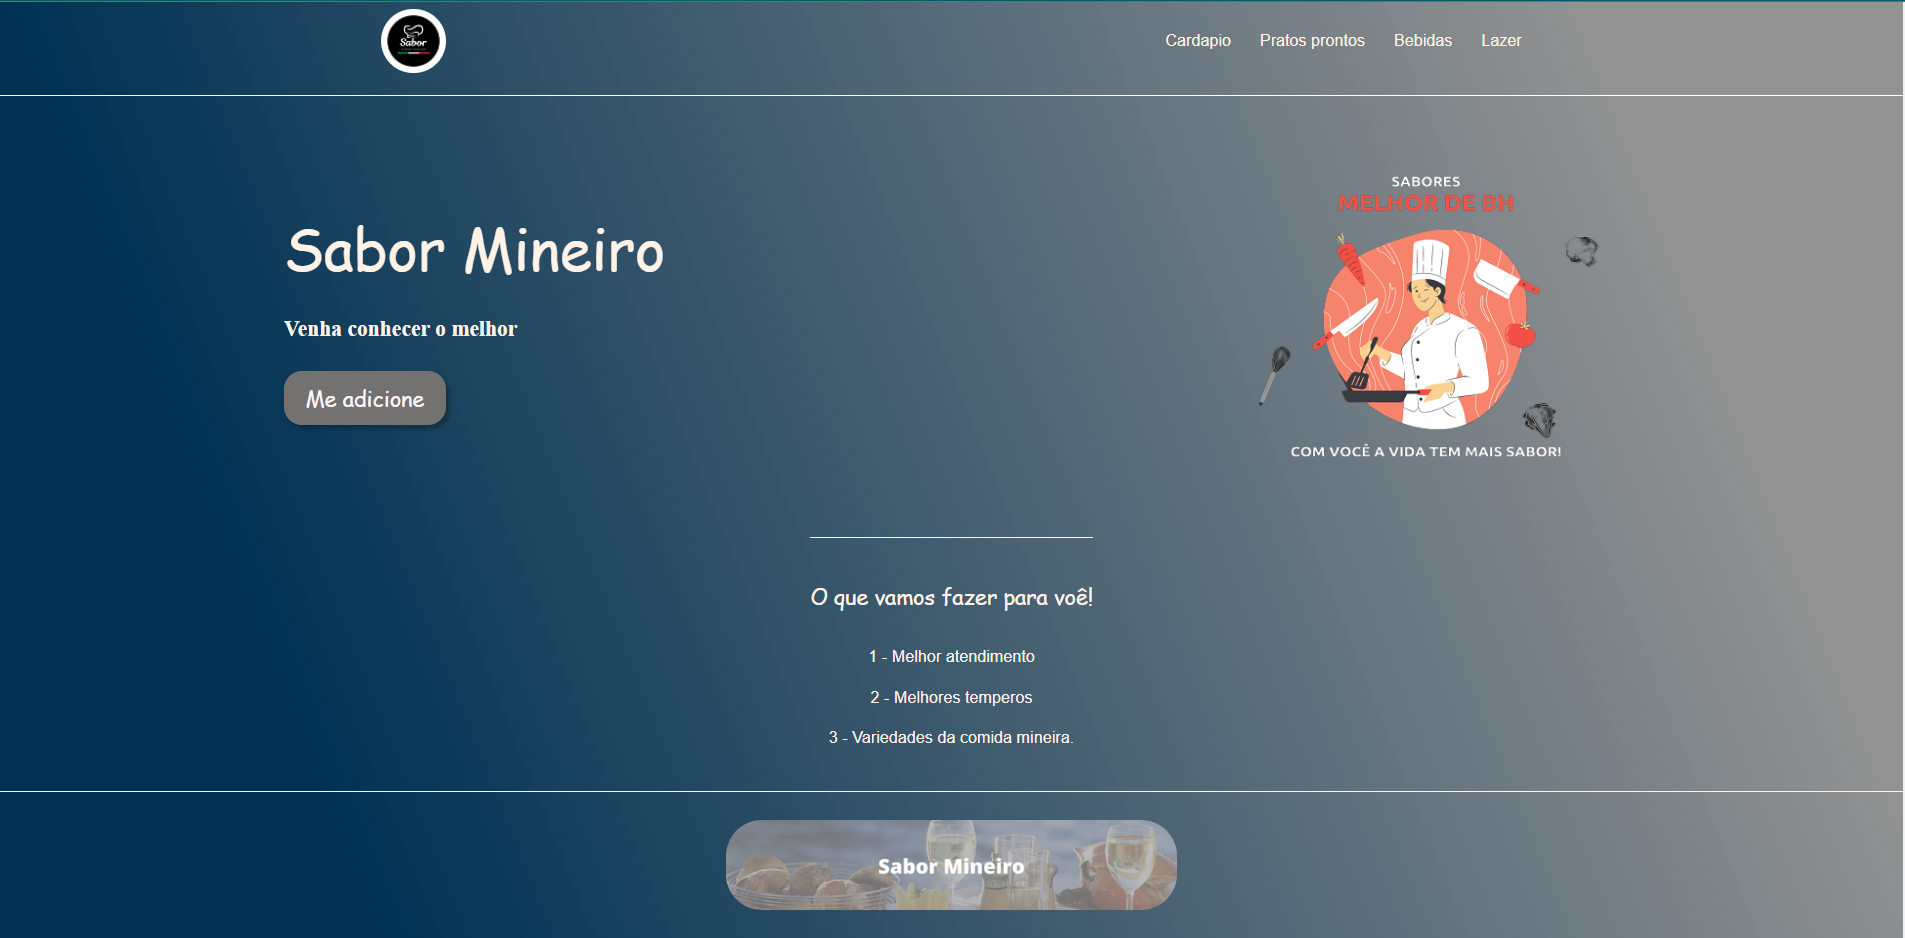 Sabor
Cardapio Pratos prontos Bebidas Lazer
SABORES
MELHOR DE BH
Sabor Mineiro
Venha conhecer o melhor
Me adicione
COM VOCÊ A VIDA TEM MAIS SABOR!
O que vamos fazer para voê!
1 - Melhor atendimento
2 - Melhores temperos
3 - Variedades da comida mineira.
Sabor Mineiro